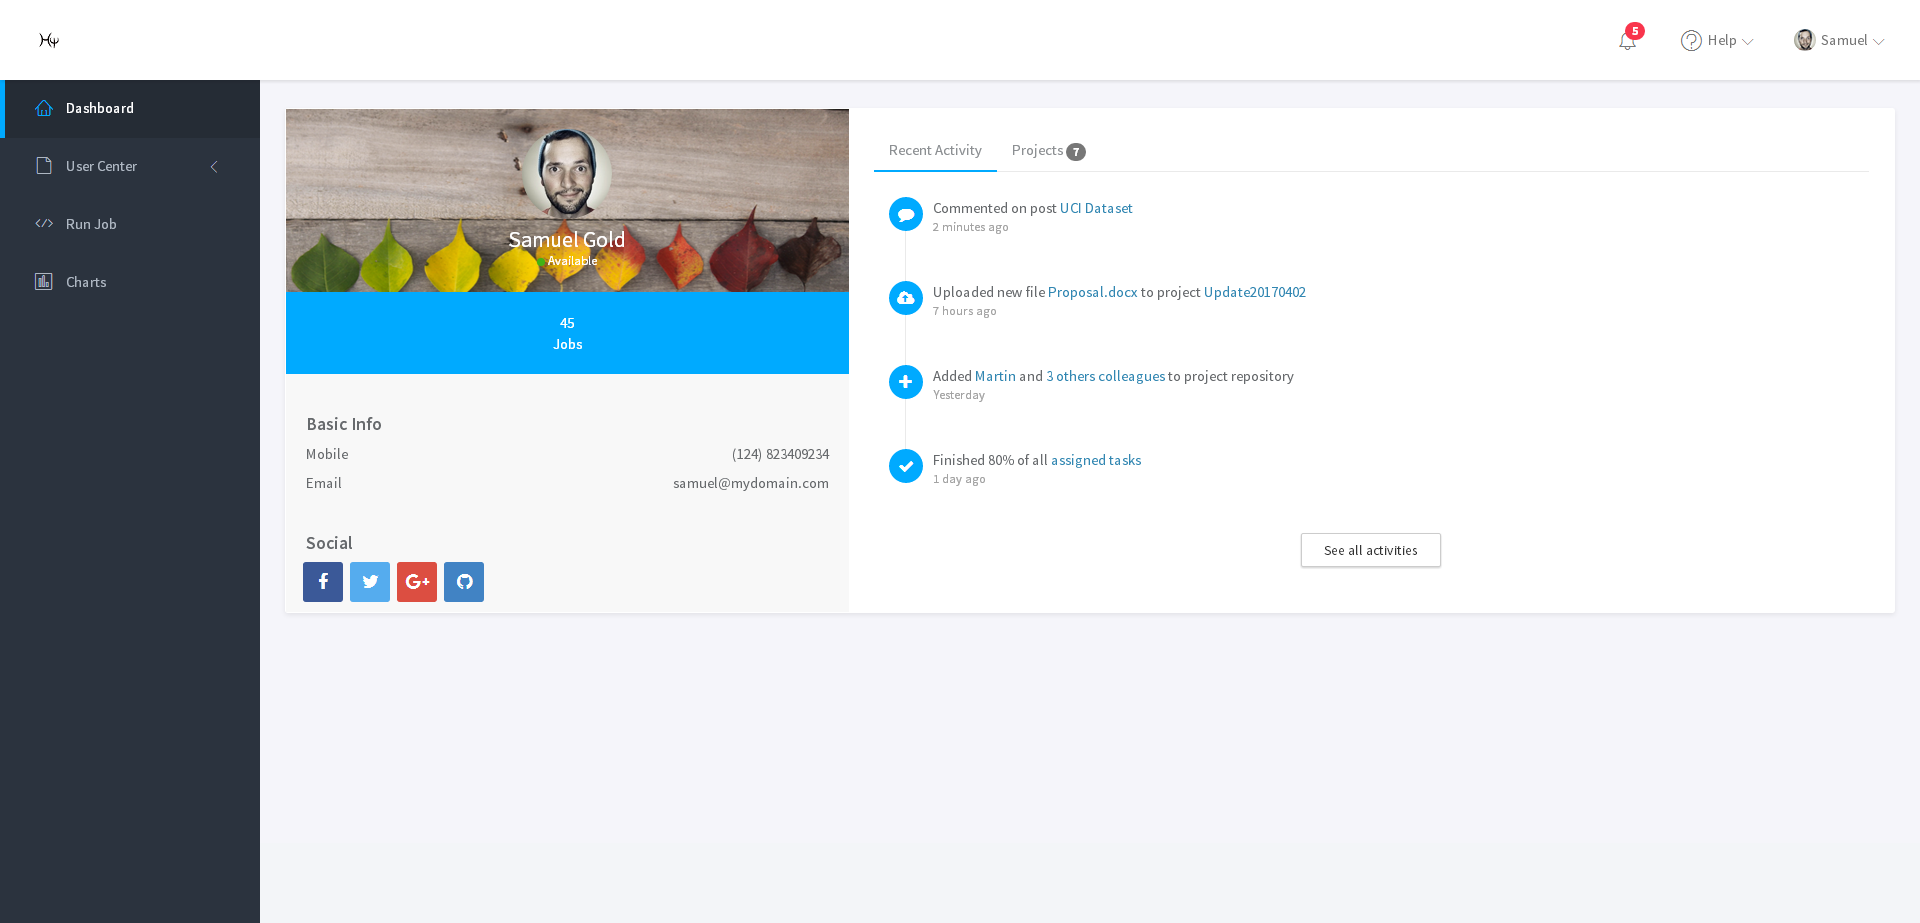 5
Help
Samuel
Dashboard
User Center
Run Job
Charts
Samuel Gold
Available
45
Jobs
Basic Info
Mobile (124) 823409234
Email samuel@mydomain.com
Social
Recent Activity Projects 7
Commented on post UCI Dataset
2 minutes ago
Uploaded new file Proposal.docx to project Update20170402
7 hours ago
Added Martin and 3 others colleagues to project repository
Yesterday
Finished 80% of all assigned tasks
1 day ago
See all activities